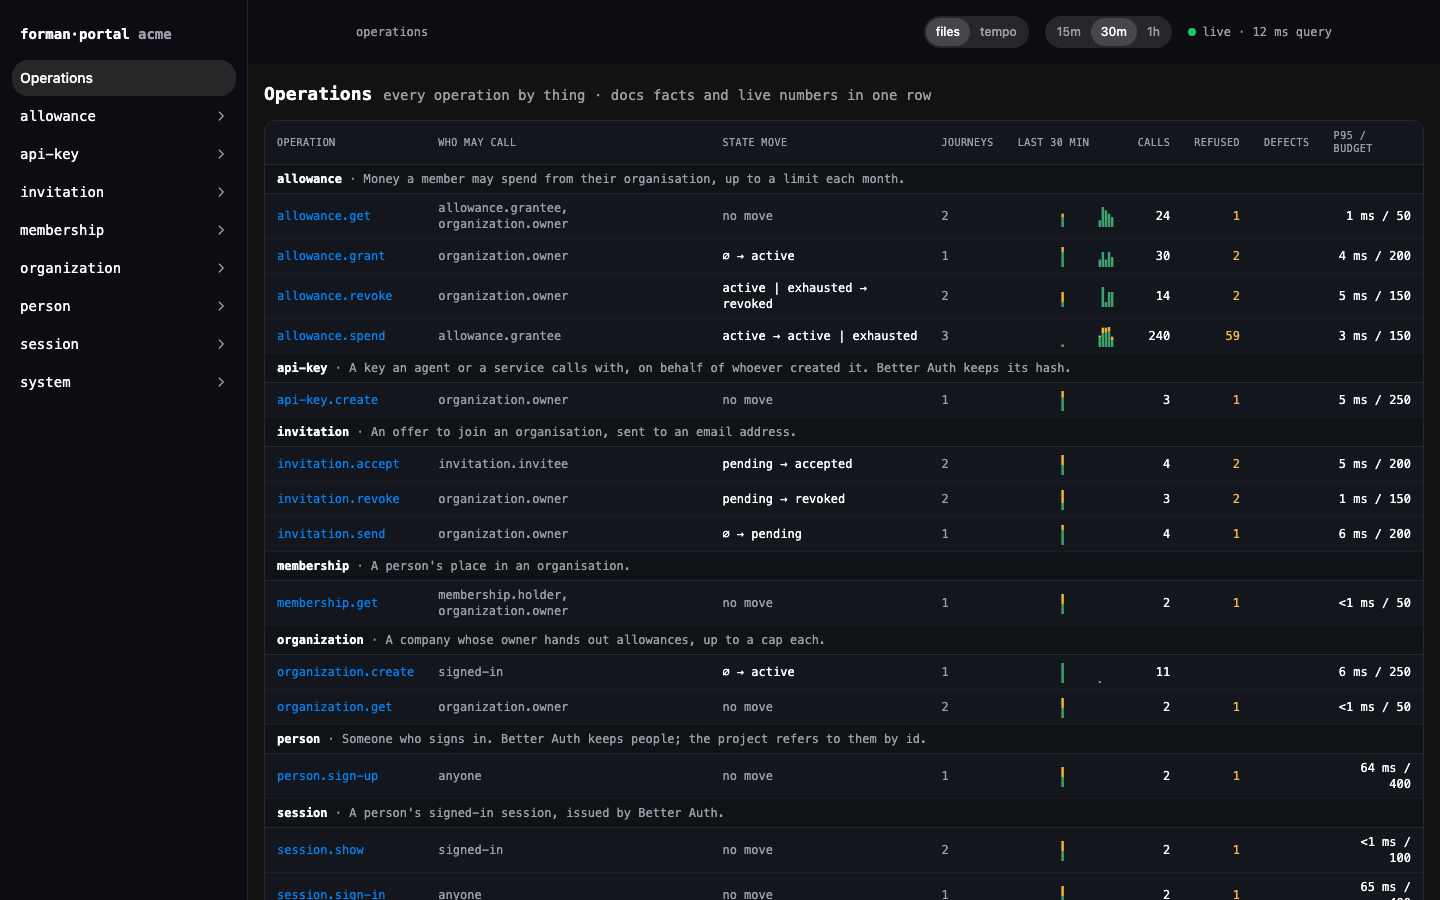 forman·portal acme
Operations
allowance
api-key
invitation
membership
organization
person
session
system
operations
files tempo
15m 30m 1h
live · 12 ms query
Operations every operation by thing · docs facts and live numbers in one row
OPERATION WHO MAY CALL STATE MOVE JOURNEYS LAST 30 MIN CALLS REFUSED DEFECTS P95 / BUDGET
allowance · Money a member may spend from their organisation, up to a limit each month.
allowance.get allowance.grantee, organization.owner no move 2 24 1 1 ms / 50
allowance.grant organization.owner ∅ → active 1 30 2 4 ms / 200
allowance.revoke organization.owner active | exhausted → revoked 2 14 2 5 ms / 150
allowance.spend allowance.grantee active → active | exhausted 3 240 59 3 ms / 150
api-key · A key an agent or a service calls with, on behalf of whoever created it. Better Auth keeps its hash.
api-key.create organization.owner no move 1 3 1 5 ms / 250
invitation · An offer to join an organisation, sent to an email address.
invitation.accept invitation.invitee pending → accepted 2 4 2 5 ms / 200
invitation.revoke organization.owner pending → revoked 2 3 2 1 ms / 150
invitation.send organization.owner ∅ → pending 1 4 1 6 ms / 200
membership · A person's place in an organisation.
membership.get membership.holder, organization.owner no move 1 2 1 <1 ms / 50
organization · A company whose owner hands out allowances, up to a cap each.
organization.create signed-in ∅ → active 1 11 6 ms / 250
organization.get organization.owner no move 2 2 1 <1 ms / 50
person · Someone who signs in. Better Auth keeps people; the project refers to them by id.
person.sign-up anyone no move 1 2 1 64 ms / 400
session · A person's signed-in session, issued by Better Auth.
session.show signed-in no move 2 2 1 <1 ms / 100
session.sign-in anyone no move 1 2 1 65 ms /